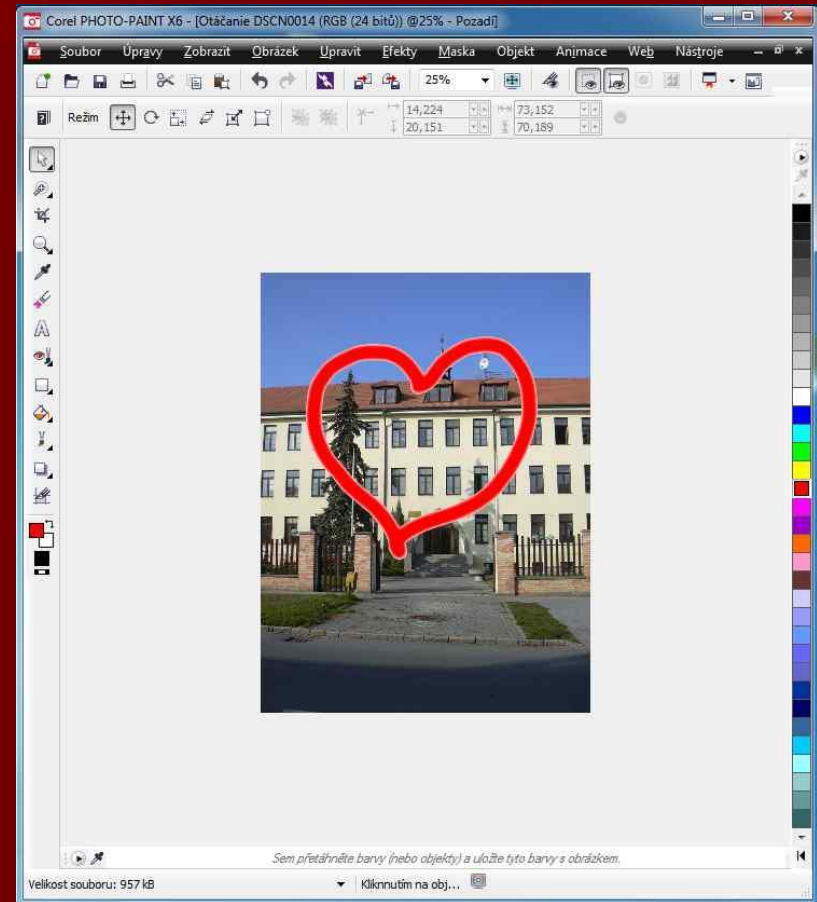 Corel PHOTO-PAINT X6 - [Otáčanie DSCN0014 (RGB (24 bitů)) @25% - Pozadí]
Soubor Úpravy Zobrazit Obrázek Upravit Efekty Maska Objekt Animace Web Nástroje
25%
Režim 14,224 73,152
20,151 70,189
Sem přetáhněte barvy (nebo objekty) a uložte tyto barvy s obrázkem.
Velikost souboru: 957 kB Kliknnutím na obj...